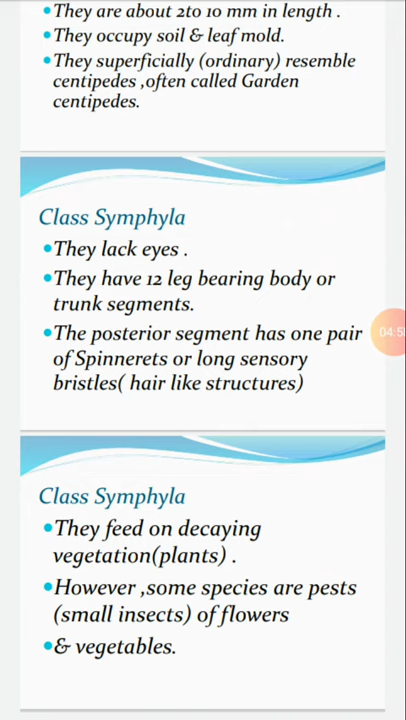 •They are about 2to 10 mm in length .
•They occupy soil & leaf mold.
•They superficially (ordinary) resemble
centipedes ,often called Garden
centipedes.
Class Symphyla
•They lack eyes .
•They have 12 leg bearing body or
trunk segments.
•The posterior segment has one pair
of Spinnerets or long sensory
bristles( hair like structures)
Class Symphyla
•They feed on decaying
vegetation(plants) .
•However ,some species are pests
(small insects) of flowers
•& vegetables.